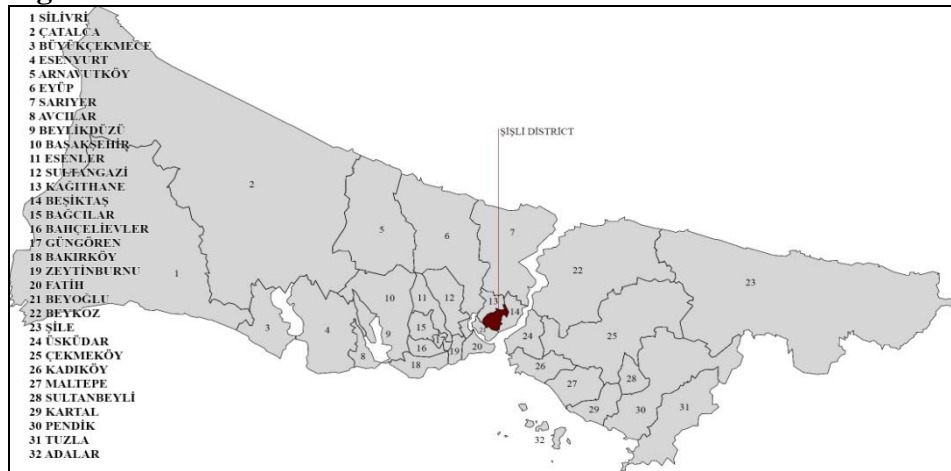 1 SİLİVRİ
2 ÇATALCA
3 BÜYÜKÇEKMECE
4 ESENYURT
5 ARNAVUTKÖY
6 EYÜP
7 SARIYER
8 AVCILAR
9 BEYLİKDÜZÜ
10 BAŞAKŞEHİR
11 ESENLER
12 SULTANGAZİ
13 KAĞITHANE
14 BEŞİKTAŞ
15 BAĞCILAR
16 BAHÇELİEVLER
17 GÜNGÖREN
18 BAKIRKÖY
19 ZEYTİNBURNU
20 FATİH
21 BEYOĞLU
22 BEYKOZ
23 ŞİLE
24 ÜSKÜDAR
25 ÇEKMEKÖY
26 KADIKÖY
27 MALTEPE
28 SULTANBEYLİ
29 KARTAL
30 PENDİK
31 TUZLA
32 ADALAR
ŞİŞLİ DISTRICT
2
5
6
7
22
23
1
3
4
10
11
12
13
14
9
15
16
17
8
18
19
20
21
24
25
26
27
28
29
30
31
32